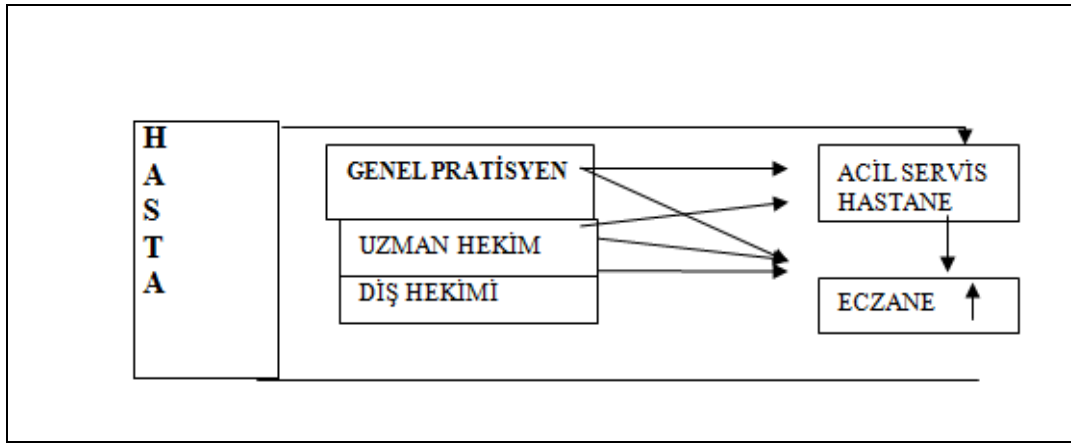 H
A
S
T
A
GENEL PRATİSYEN
UZMAN HEKİM
DİŞ HEKİMİ
ACİL SERVİS
HASTANE
ECZANE